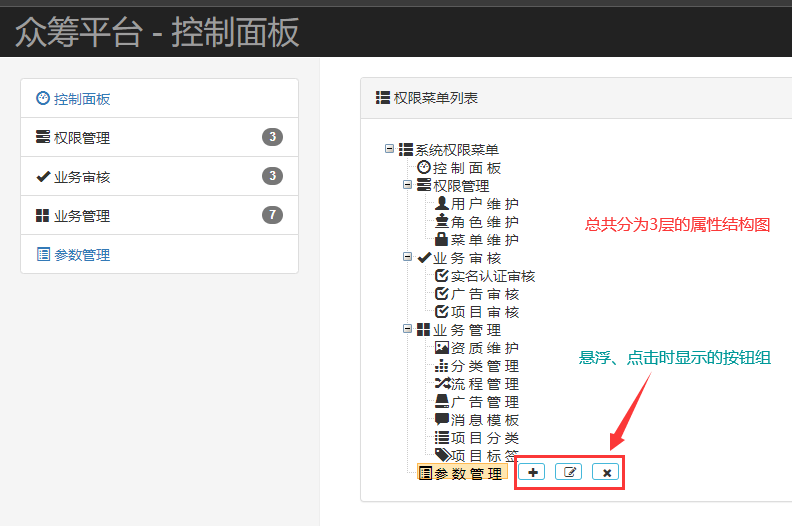 众筹平台 - 控制面板
控制面板
权限管理 3
业务审核 3
业务管理 7
参数管理
权限菜单列表
系统权限菜单
控 制 面 板
权限管理
用 户 维 护
角 色 维 护
菜 单 维 护
业 务 审 核
实名认证审核
广 告 审 核
项 目 审 核
业 务 管 理
资 质 维 护
分 类 管 理
流 程 管 理
广 告 管 理
消 息 模 板
项 目 分 类
项 目 标 签
参 数 管 理
总共分为3层的属性结构图
悬浮、点击时显示的按钮组